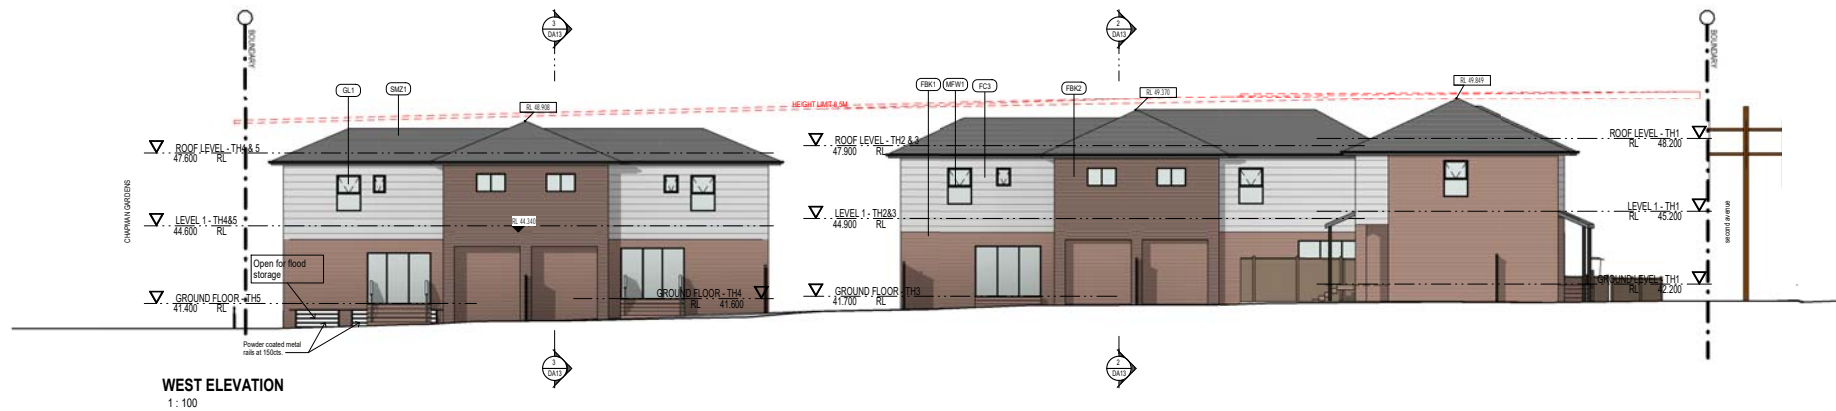 BOUNDARY
3
DA13
2
DA13
BOUNDARY
GL1
SMZ1
RL 48.908
HEIGHT LIMIT-8.5M
FBK1
MFW1
FC3
FBK2
RL 49.370
RL 49.849
ROOF LEVEL - TH4 & 5
47.600 RL
ROOF LEVEL - TH2 & 3
47.900 RL
ROOF LEVEL - TH1
RL 48.200
CHAPMAN GARDENS
LEVEL 1 - TH4&5
44.600 RL
RL 44.340
LEVEL 1 - TH2&3
44.900 RL
LEVEL 1 - TH1
RL 45.200
second avenue
Open for flood
storage
GROUND FLOOR - TH5
41.400 RL
GROUND FLOOR - TH4
RL 41.600
GROUND FLOOR - TH3
41.700 RL
GROUND LEVEL - TH1
RL 42.200
Powder coated metal
rails at 150cts.
3
DA13
2
DA13
WEST ELEVATION
1 : 100